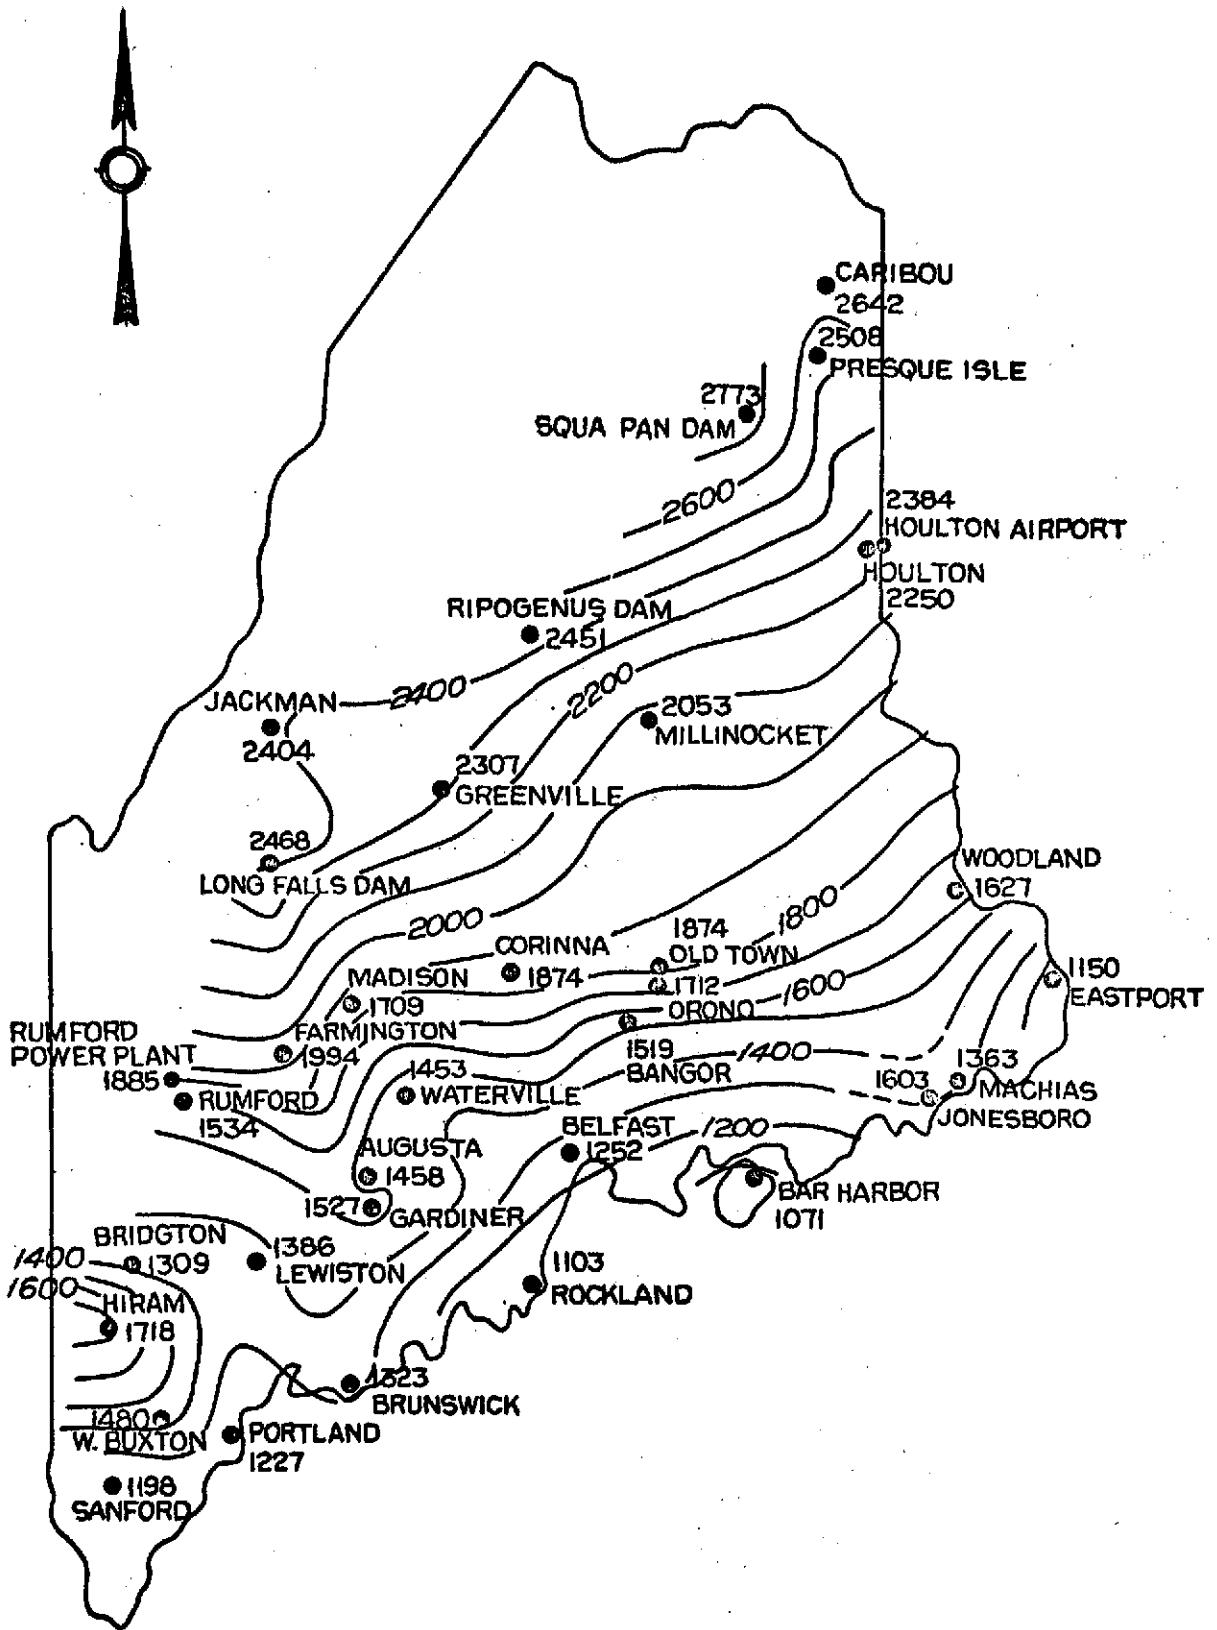 CARIBOU
2642
2508
PRESQUE ISLE
2773
SQUA PAN DAM
2600
2384
HOULTON AIRPORT
HOULTON
2250
RIPOGENUS DAM
2451
2400
2200
JACKMAN
2404
2053
MILLINOCKET
2307
GREENVILLE
2468
LONG FALLS DAM
WOODLAND
1627
2000
1800
CORINNA
1874
1874
OLD TOWN
MADISON
1709
1712
ORONO
1600
1150
EASTPORT
RUMFORD
POWER PLANT
1885
FARMINGTON
1994
1519
BANGOR
1400
1363
MACHIAS
1603
JONESBORO
1453
WATERVILLE
RUMFORD
1534
BELFAST
1252
1200
AUGUSTA
1458
1527
GARDINER
BAR HARBOR
1071
BRIDGTON
1309
1400
1600
1386
LEWISTON
1103
ROCKLAND
HIRAM
1718
1323
BRUNSWICK
1480
W. BUXTON
PORTLAND
1227
1198
SANFORD